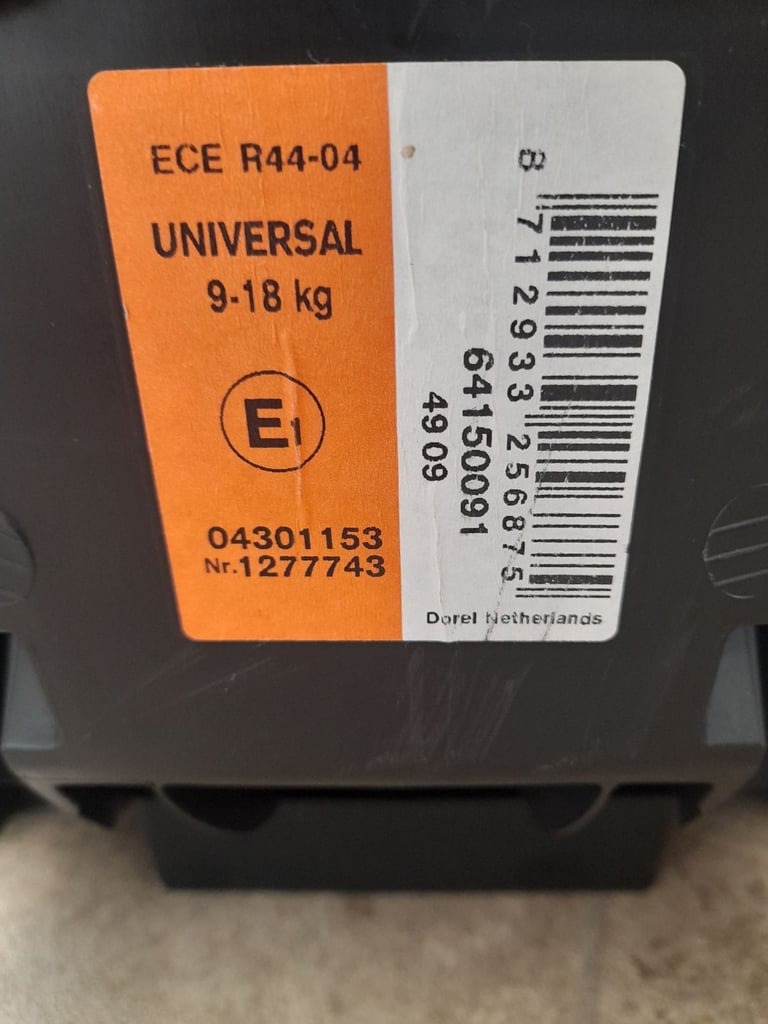 ECE R44-04
UNIVERSAL
9-18 kg
E1
04301153
Nr.1277743
8 712933 256875
64150091
4909
Dorel Netherlands